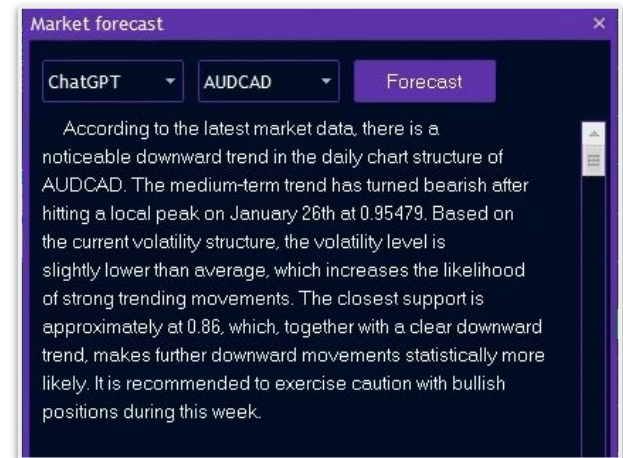 Market forecast ×
ChatGPT AUDCAD Forecast
According to the latest market data, there is a
noticeable downward trend in the daily chart structure of
AUDCAD. The medium-term trend has turned bearish after
hitting a local peak on January 26th at 0.95479. Based on
the current volatility structure, the volatility level is
slightly lower than average, which increases the likelihood
of strong trending movements. The closest support is
approximately at 0.86, which, together with a clear downward
trend, makes further downward movements statistically more
likely. It is recommended to exercise caution with bullish
positions during this week.